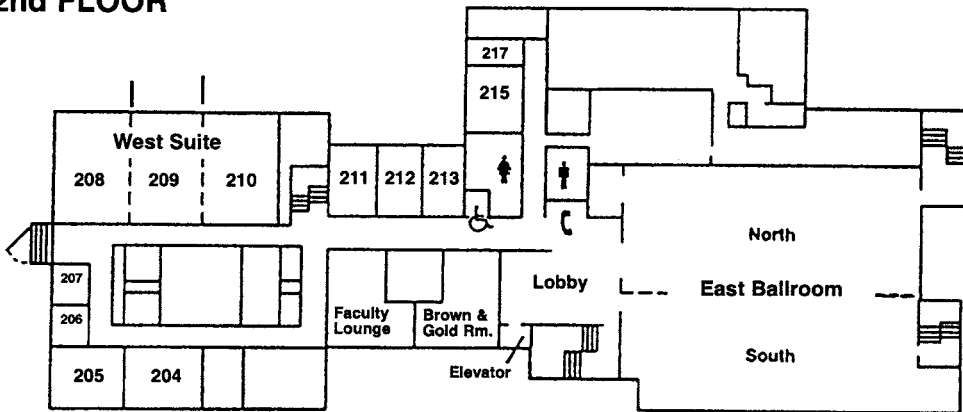 2nd FLOOR
217
215
West Suite
208 209 210
211 212 213
North
207
Lobby
East Ballroom
206
Faculty
Lounge
Brown &
Gold Rm.
South
205 204
Elevator